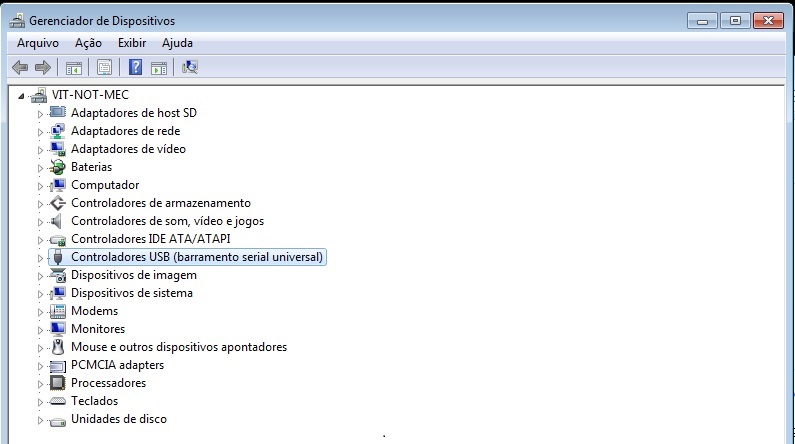 Gerenciador de Dispositivos
Arquivo Ação Exibir Ajuda
VIT-NOT-MEC
Adaptadores de host SD
Adaptadores de rede
Adaptadores de vídeo
Baterias
Computador
Controladores de armazenamento
Controladores de som, vídeo e jogos
Controladores IDE ATA/ATAPI
Controladores USB (barramento serial universal)
Dispositivos de imagem
Dispositivos de sistema
Modems
Monitores
Mouse e outros dispositivos apontadores
PCMCIA adapters
Processadores
Teclados
Unidades de disco